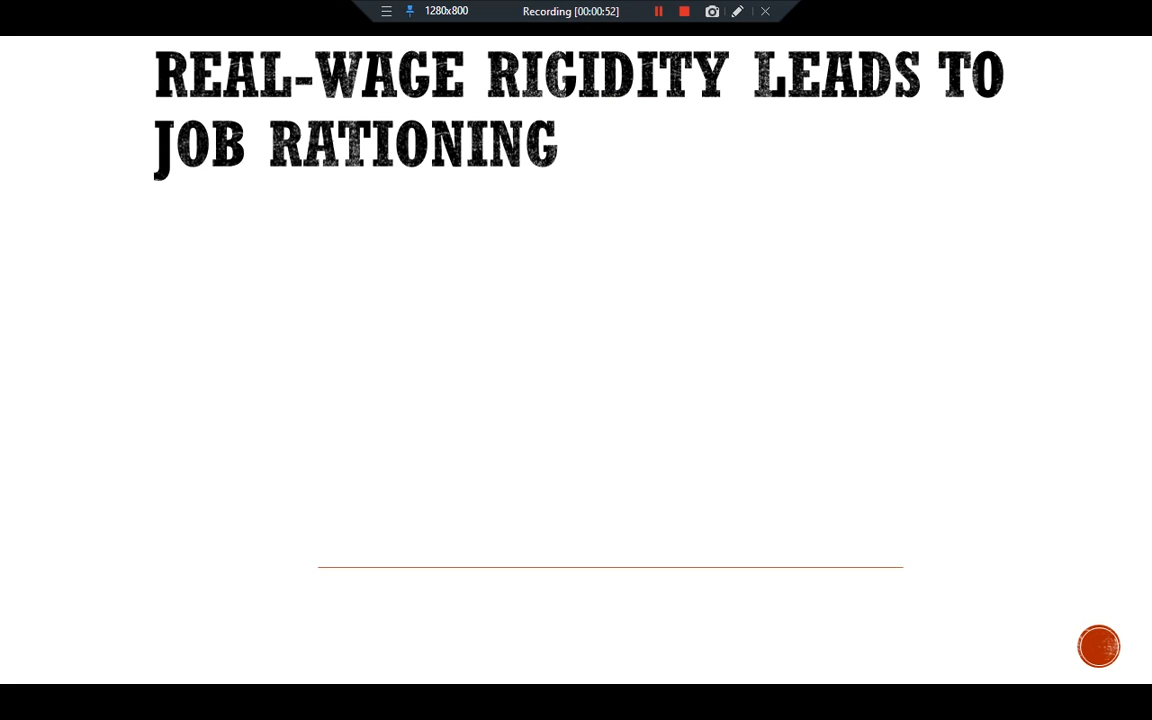 1280x800
Recording [00:00:52]
REAL-WAGE RIGIDITY LEADS TO
JOB RATIONING